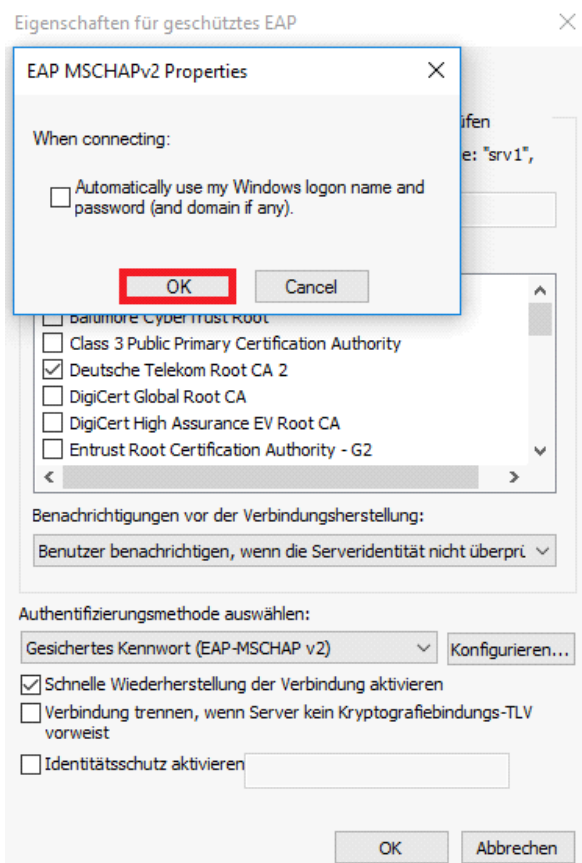 Eigenschaften für geschütztes EAP
EAP MSCHAPv2 Properties
When connecting:
Automatically use my Windows logon name and
password (and domain if any).
OK
Cancel
e: "srv1",
Baltimore CyberTrust Root
Class 3 Public Primary Certification Authority
Deutsche Telekom Root CA 2
DigiCert Global Root CA
DigiCert High Assurance EV Root CA
Entrust Root Certification Authority - G2
Benachrichtigungen vor der Verbindungsherstellung:
Benutzer benachrichtigen, wenn die Serveridentität nicht überprü
Authentifizierungsmethode auswählen:
Gesichertes Kennwort (EAP-MSCHAP v2)
Konfigurieren...
Schnelle Wiederherstellung der Verbindung aktivieren
Verbindung trennen, wenn Server kein Kryptografiebindungs-TLV
vorweist
Identitätsschutz aktivieren
OK
Abbrechen